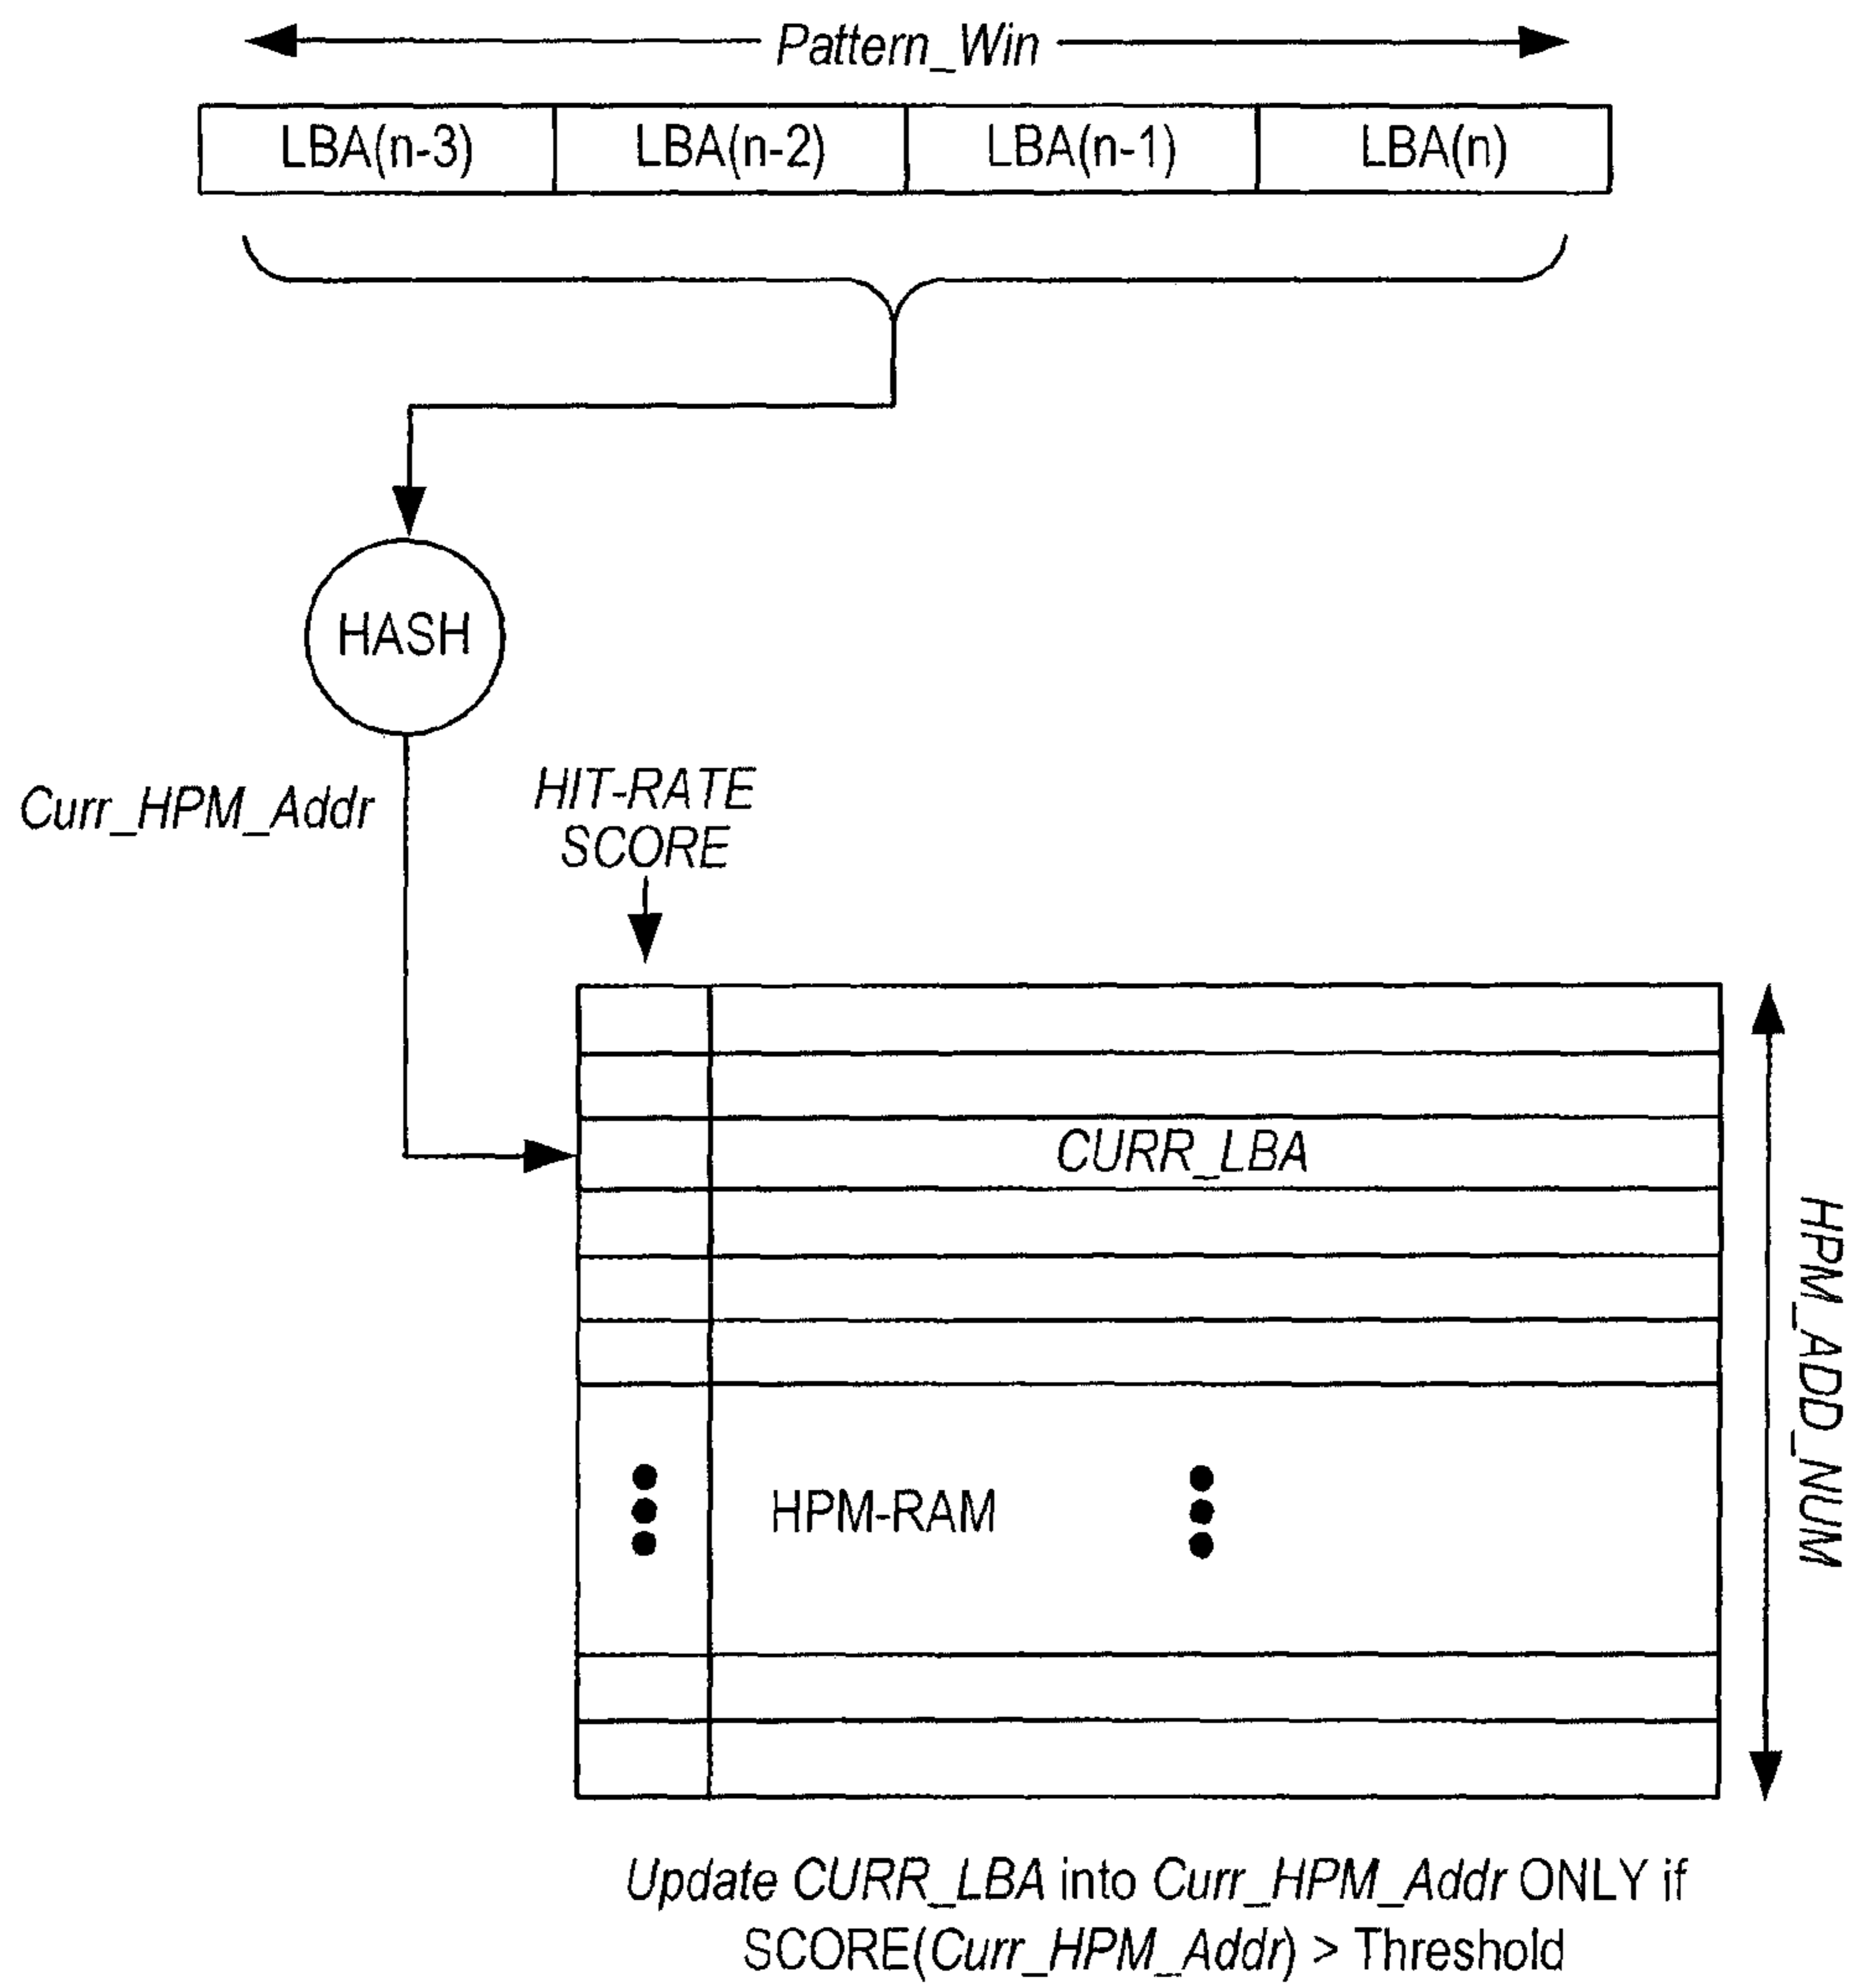 Pattern_Win
LBA(n-3) LBA(n-2) LBA(n-1) LBA(n)
HASH
Curr_HPM_Addr
HIT-RATE
SCORE
CURR_LBA
HPM_ADD_NUM
HPM-RAM
Update CURR_LBA into Curr_HPM_Addr ONLY if
SCORE(Curr_HPM_Addr) > Threshold